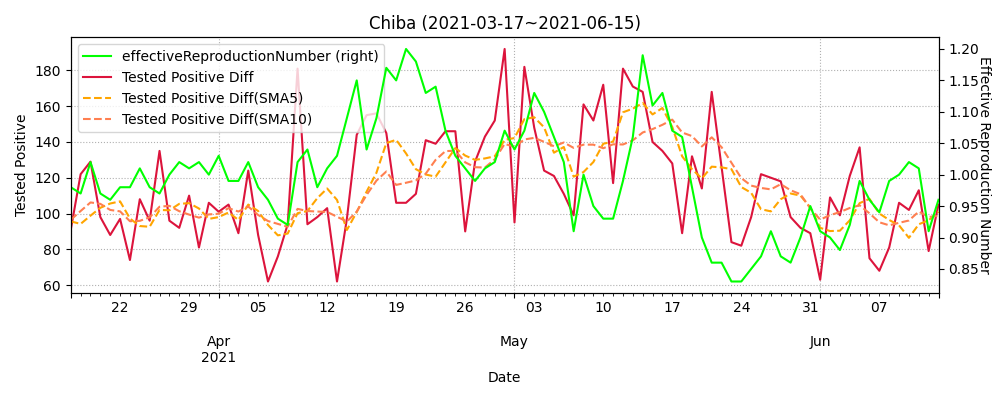 Chiba (2021-03-17~2021-06-15)
effectiveReproductionNumber (right)
Tested Positive Diff
Tested Positive Diff(SMA5)
Tested Positive Diff(SMA10)
Tested Positive
180
160
140
120
100
80
60
1.20
1.15
1.10
1.05
1.00
0.95
0.90
0.85
Effective Reproduction Number
22 29 05 12 19 26 03 10 17 24 31 07
Apr May Jun
2021
Date